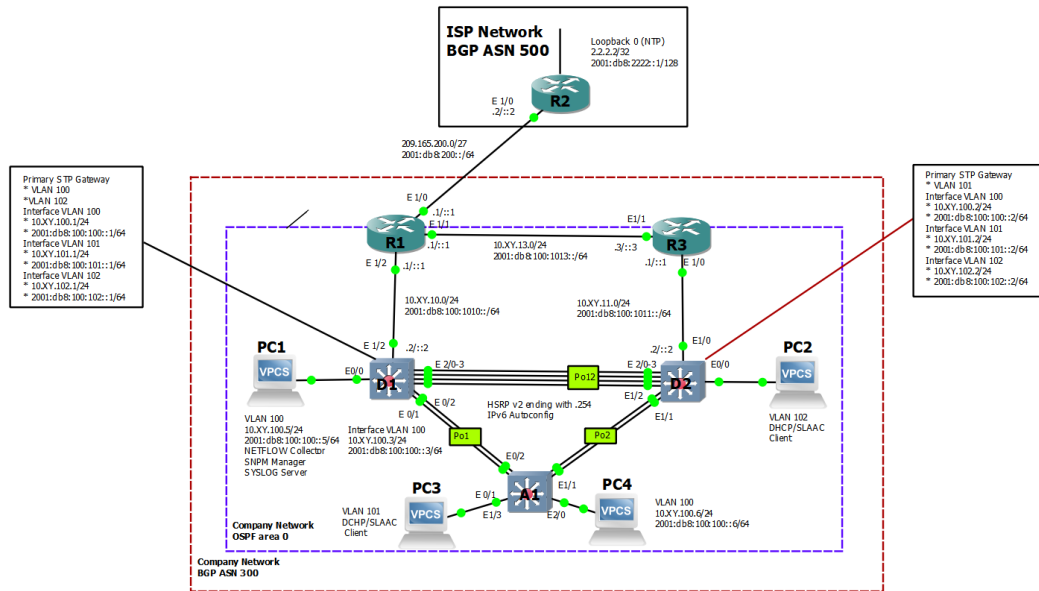 ISP Network
BGP ASN 500
Loopback 0 (NTP)
2.2.2.2/32
2001:db8:2222::1/128
E 1/0
.2/::2
R2
209.165.200.0/27
2001:db8:200::/64
Primary STP Gateway
* VLAN 100
*VLAN 102
Interface VLAN 100
* 10.XY.100.1/24
* 2001:db8:100:100::1/64
Interface VLAN 101
* 10.XY.101.1/24
* 2001:db8:100:101::1/64
Interface VLAN 102
* 10.XY.102.1/24
* 2001:db8:100:102::1/64
Primary STP Gateway
* VLAN 101
Interface VLAN 100
* 10.XY.100.2/24
* 2001:db8:100:100::2/64
Interface VLAN 101
* 10.XY.101.2/24
* 2001:db8:100:101::2/64
Interface VLAN 102
* 10.XY.102.2/24
* 2001:db8:100:102::2/64
E 1/0
.1/::1
R1
E 1/1
.1/::1
10.XY.13.0/24
2001:db8:100:1013::/64
E1/1
.3/::3
R3
.1/::1
E 1/0
E 1/2
.1/::1
10.XY.10.0/24
2001:db8:100:1010::/64
10.XY.11.0/24
2001:db8:100:1011::/64
E 1/2
.2/::2
E1/0
.2/::2
PC1
VPCS
E0/0
D1
E 2/0-3
Po12
E 2/0-3
D2
E0/0
PC2
VPCS
E 0/2
E 0/1
HSRP v2 ending with .254
IPv6 Autoconfig
E1/2
E1/1
VLAN 100
10.XY.100.5/24
2001:db8:100:100::5/64
NETFLOW Collector
SNPM Manager
SYSLOG Server
Interface VLAN 100
10.XY.100.3/24
2001:db8:100:100::3/64
Po1
Po2
VLAN 102
DHCP/SLAAC
Client
E0/2
E1/1
A1
PC3
VPCS
E 0/1
E1/3
E2/0
PC4
VPCS
VLAN 101
DCHP/SLAAC
Client
VLAN 100
10.XY.100.6/24
2001:db8:100:100::6/64
Company Network
OSPF area 0
Company Network
BGP ASN 300